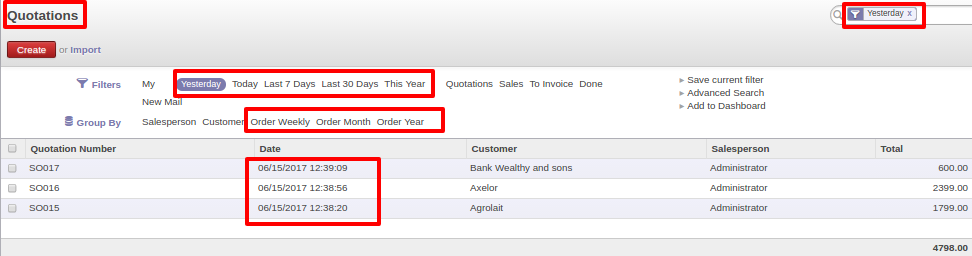 Quotations
Yesterday x
Create or Import
Filters My Yesterday Today Last 7 Days Last 30 Days This Year Quotations Sales To Invoice Done
New Mail
Group By Salesperson Customer Order Weekly Order Month Order Year
Save current filter
Advanced Search
Add to Dashboard
Quotation Number Date Customer Salesperson Total
SO017 06/15/2017 12:39:09 Bank Wealthy and sons Administrator 600.00
SO016 06/15/2017 12:38:56 Axelor Administrator 2399.00
SO015 06/15/2017 12:38:20 Agrolait Administrator 1799.00
4798.00